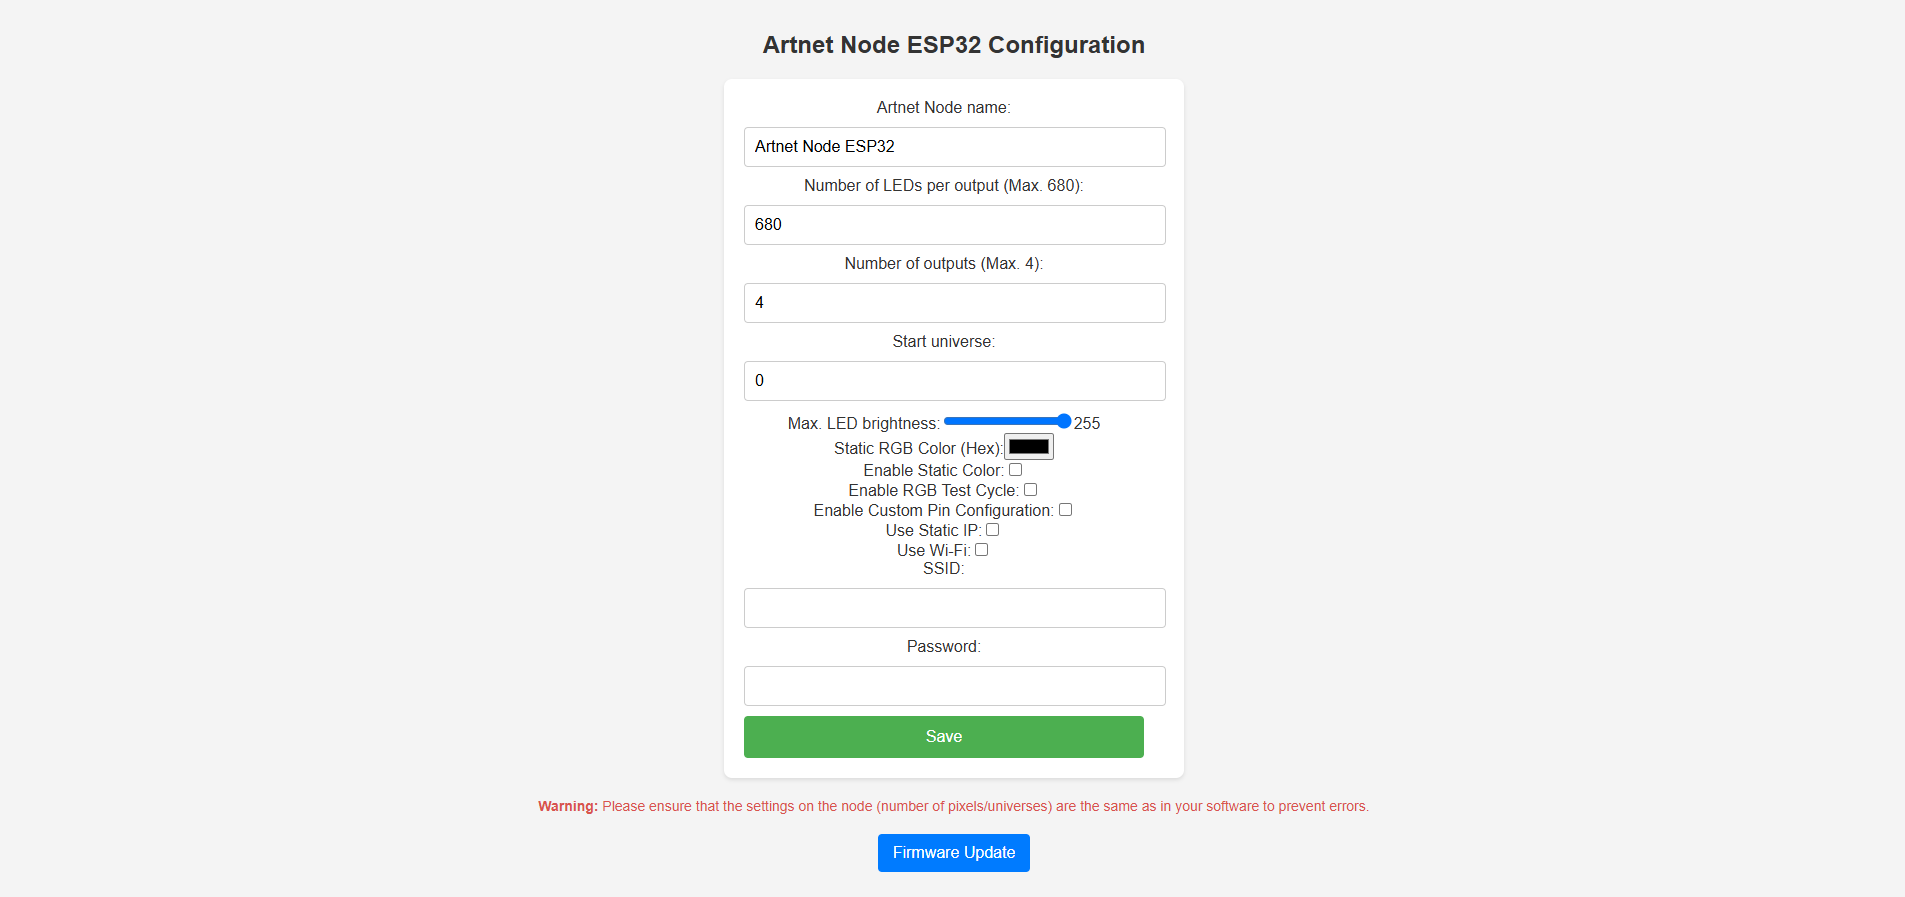 Artnet Node ESP32 Configuration
Artnet Node name:
Artnet Node ESP32
Number of LEDs per output (Max. 680):
680
Number of outputs (Max. 4):
4
Start universe:
0
Max. LED brightness: 255
Static RGB Color (Hex):
Enable Static Color:
Enable RGB Test Cycle:
Enable Custom Pin Configuration:
Use Static IP:
Use Wi-Fi:
SSID:
Password:
Save
Warning: Please ensure that the settings on the node (number of pixels/universes) are the same as in your software to prevent errors.
Firmware Update